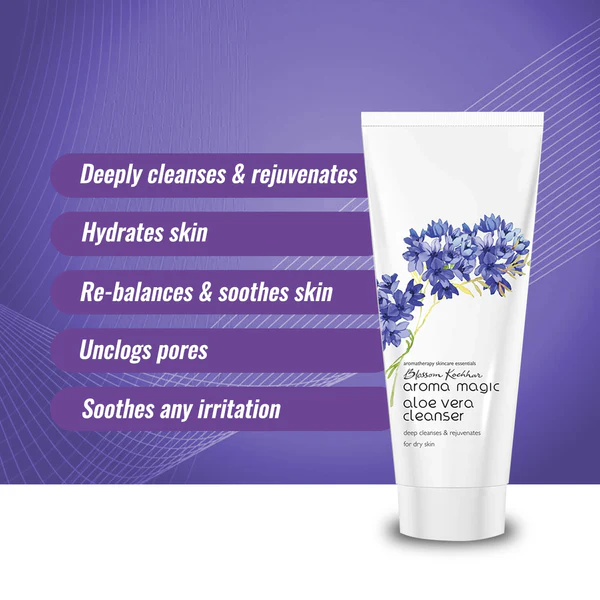 Deeply cleanses & rejuvenates
Hydrates skin
Re-balances & soothes skin
Unclogs pores
Soothes any irritation
aromatherapy skincare essentials
Blossom Kochhar
aroma magic
aloe vera
cleanser
deep cleanses & rejuvenates
for dry skin